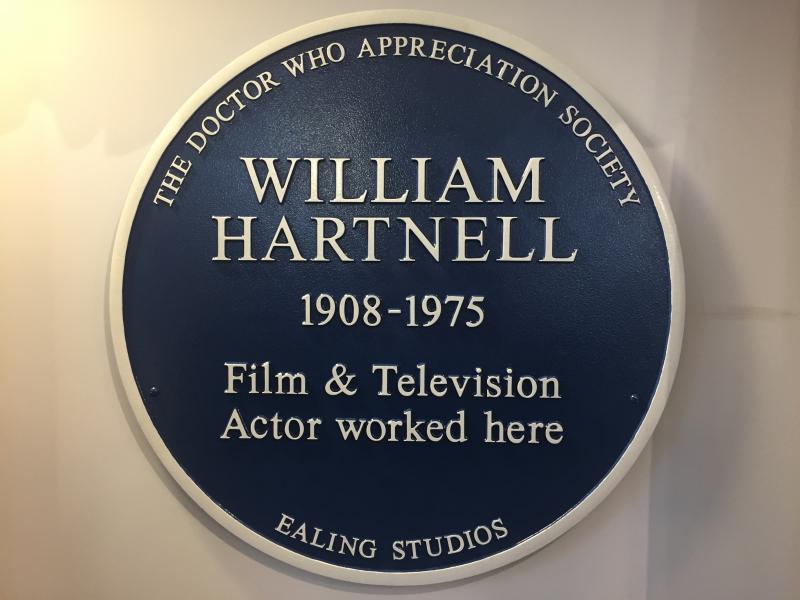 THE DOCTOR WHO APPRECIATION SOCIETY
WILLIAM
HARTNELL
1908-1975
Film & Television
Actor worked here
EALING STUDIOS